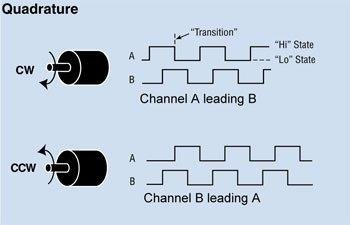 Quadrature
"Transition"
"Hi" State
A
"Lo" State
CW
B
Channel A leading B
A
CCW
B
Channel B leading A